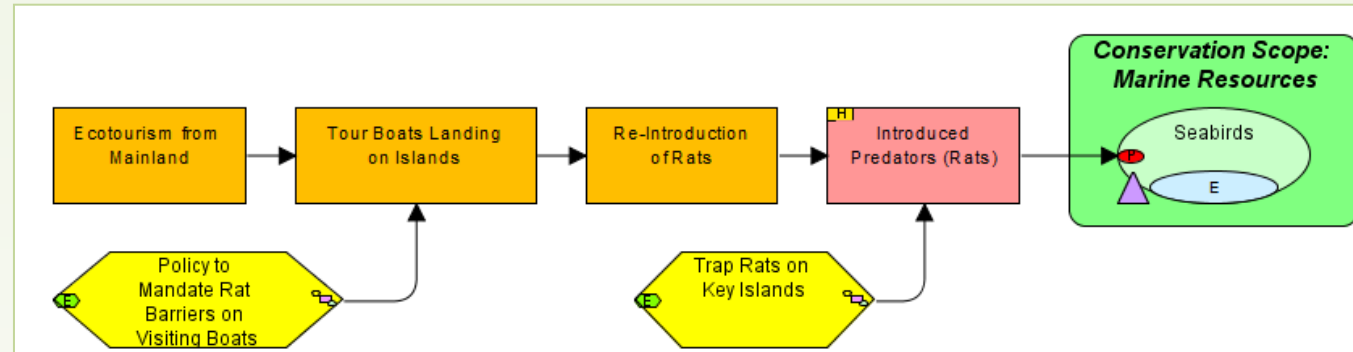 Conservation Scope:
Marine Resources
Ecotourism from
Mainland
Tour Boats Landing
on Islands
Re-Introduction
of Rats
H
Introduced
Predators (Rats)
Seabirds
P
E
Policy to
Mandate Rat
Barriers on
Visiting Boats
E
Trap Rats on
Key Islands
E